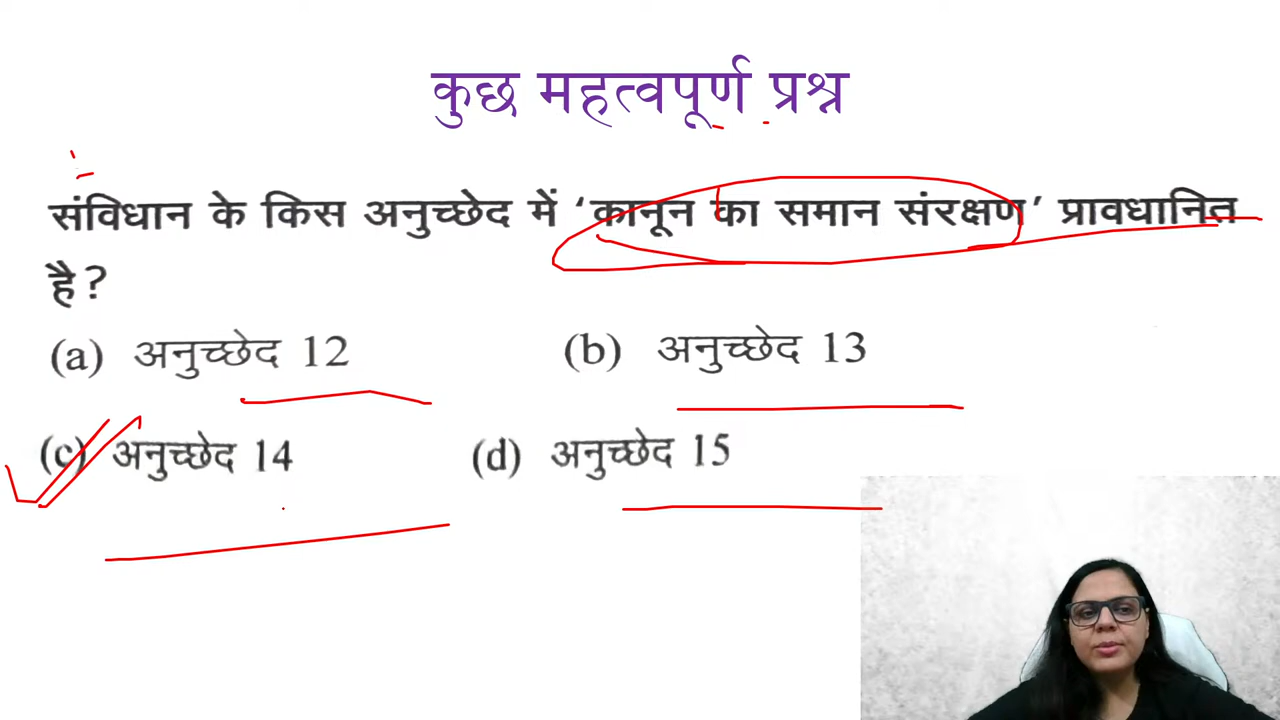 कुछ महत्वपूर्ण प्रश्न
संविधान के किस अनुच्छेद में ‘कानून का समान संरक्षण’ प्रावधानित
है?
(a) अनुच्छेद 12 (b) अनुच्छेद 13
(c) अनुच्छेद 14 (d) अनुच्छेद 15